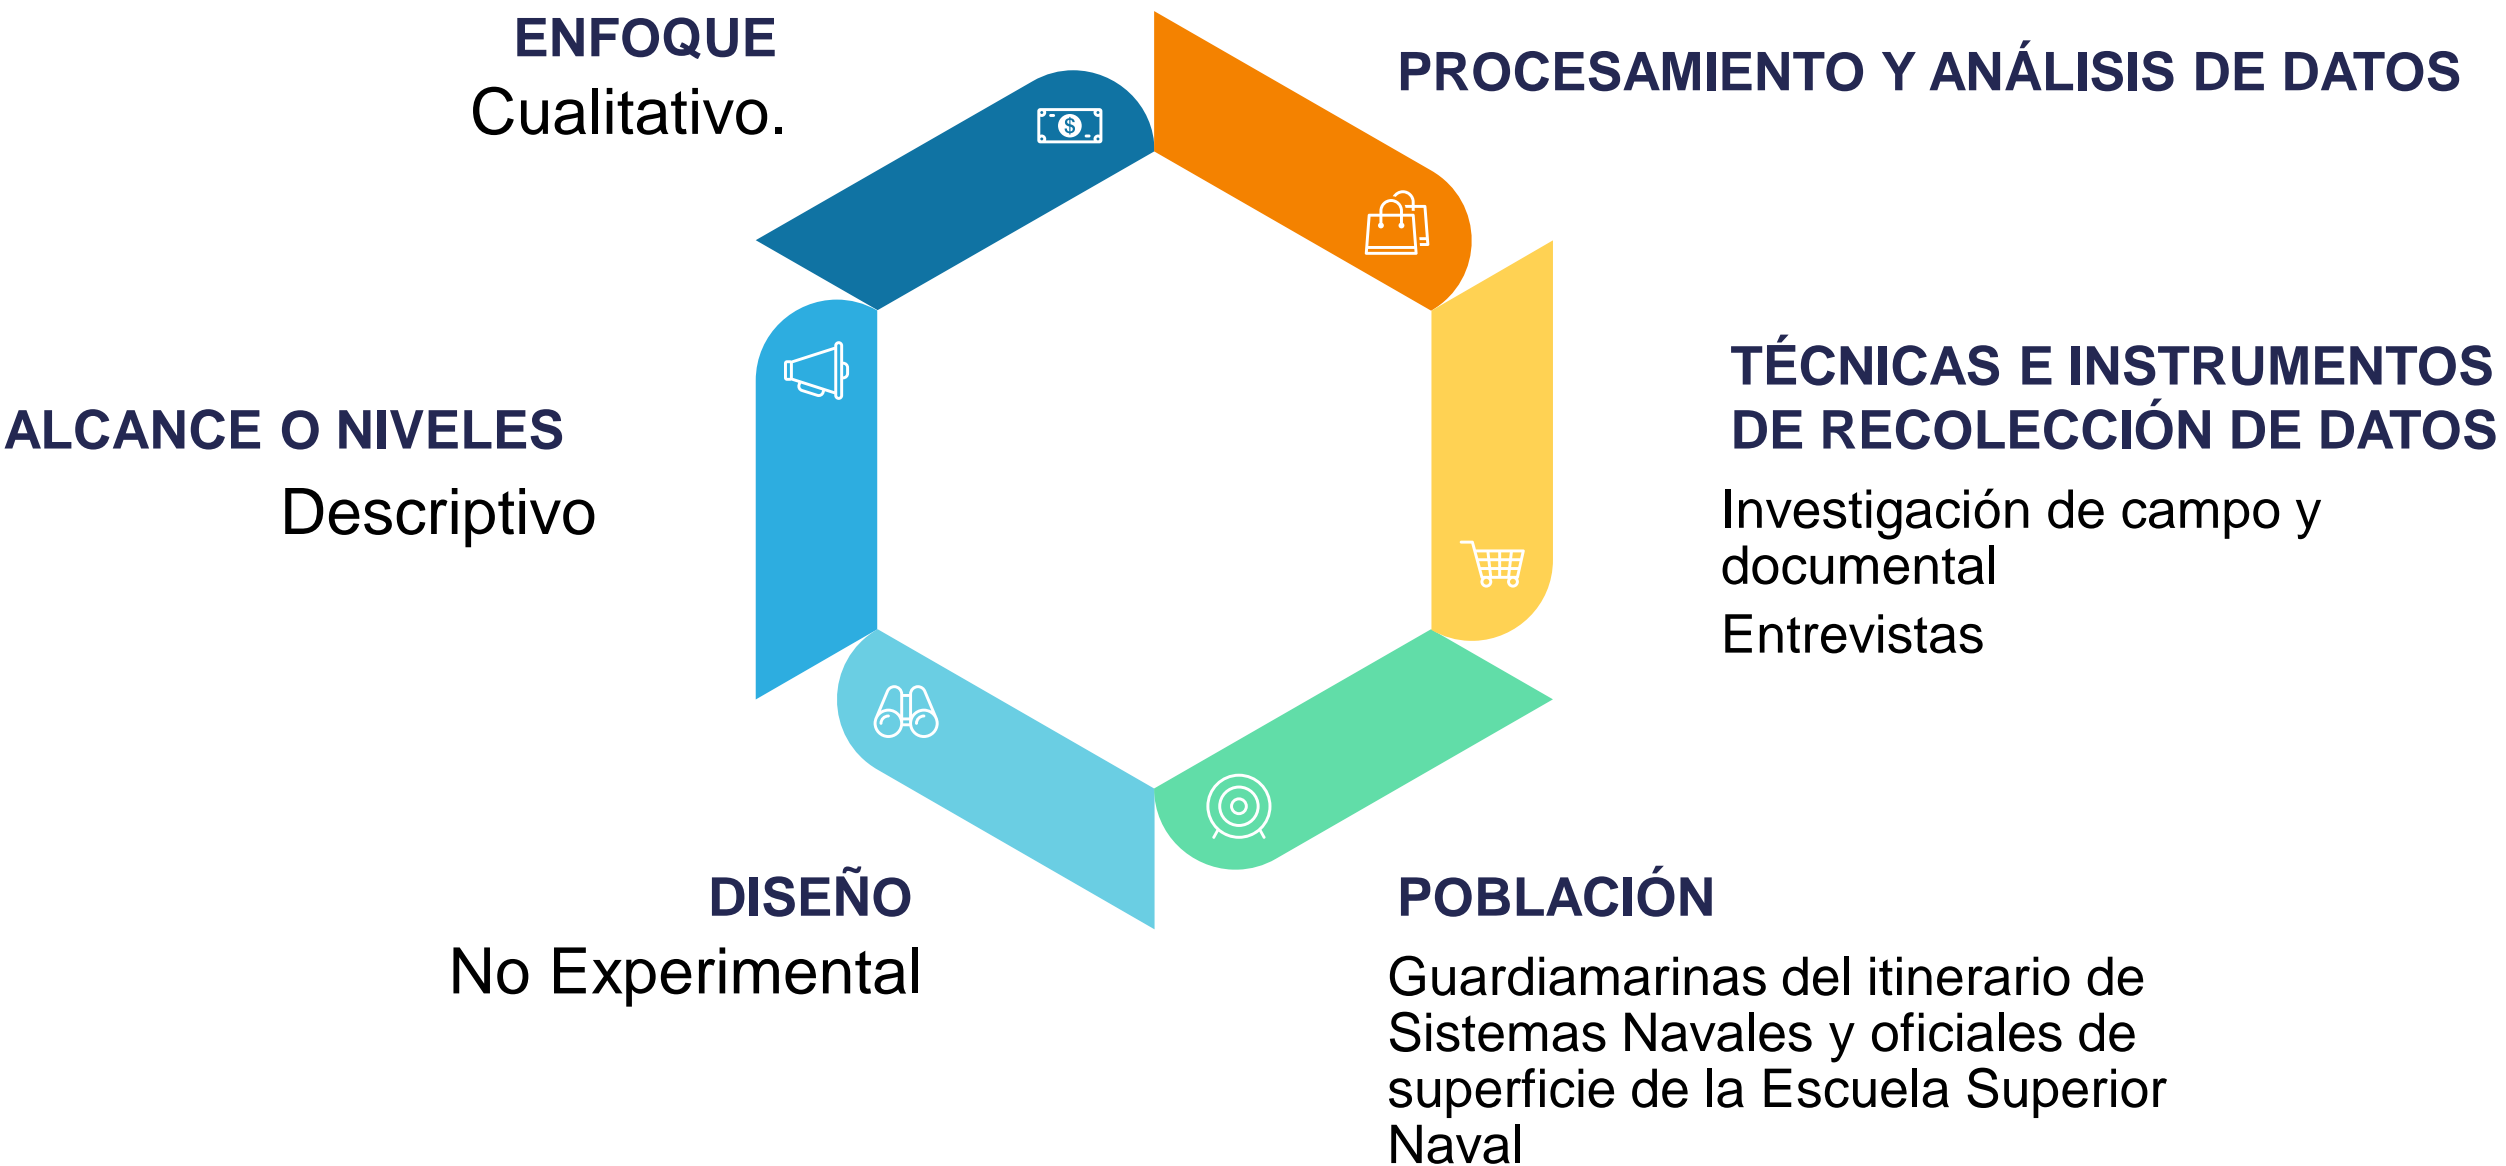 ENFOQUE
Cualitativo.
PROCESAMIENTO Y ANÁLISIS DE DATOS
ALCANCE O NIVELES
Descriptivo
TÉCNICAS E INSTRUMENTOS
DE RECOLECCIÓN DE DATOS
Investigación de campo y
documental
Entrevistas
DISEÑO
No Experimental
POBLACIÓN
Guardiamarinas del itinerario de
Sistemas Navales y oficiales de
superficie de la Escuela Superior
Naval